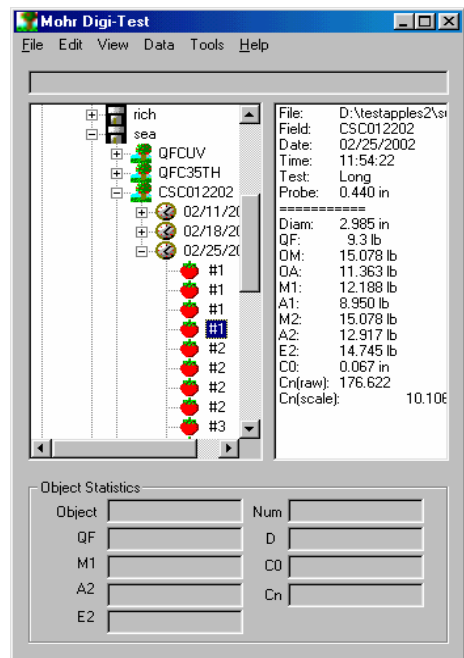 Mohr Digi-Test
File Edit View Data Tools Help
rich
sea
QFCUV
QFC35TH
CSC012202
02/11/20
02/18/20
02/25/20
#1
#1
#1
#1
#2
#2
#2
#2
#3
File: D:\testapples2\su
Field: CSC012202
Date: 02/25/2002
Time: 11:54:22
Test: Long
Probe: 0.440 in
===========
Diam: 2.985 in
QF: 9.3 lb
OM: 15.078 lb
OA: 11.363 lb
M1: 12.188 lb
A1: 8.950 lb
M2: 15.078 lb
A2: 12.917 lb
E2: 14.745 lb
C0: 0.067 in
Cn(raw): 176.622
Cn(scale): 10.106
Object Statistics
Object Num
QF D
M1 C0
A2 Cn
E2